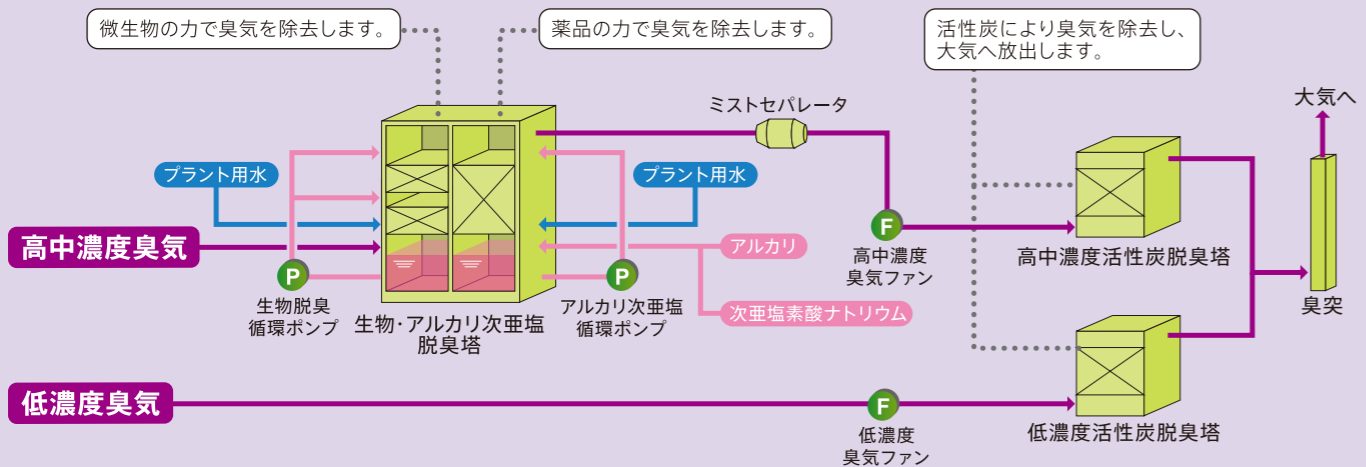 微生物の力で臭気を除去します。
薬品の力で臭気を除去します。
活性炭により臭気を除去し、
大気へ放出します。
ミストセパレータ
大気へ
プラント用水
プラント用水
高中濃度臭気
アルカリ
F
高中濃度
臭気ファン
高中濃度活性炭脱臭塔
P
生物脱臭
循環ポンプ
生物・アルカリ次亜塩
脱臭塔
P
アルカリ次亜塩
循環ポンプ
次亜塩素酸ナトリウム
臭突
低濃度臭気
F
低濃度
臭気ファン
低濃度活性炭脱臭塔